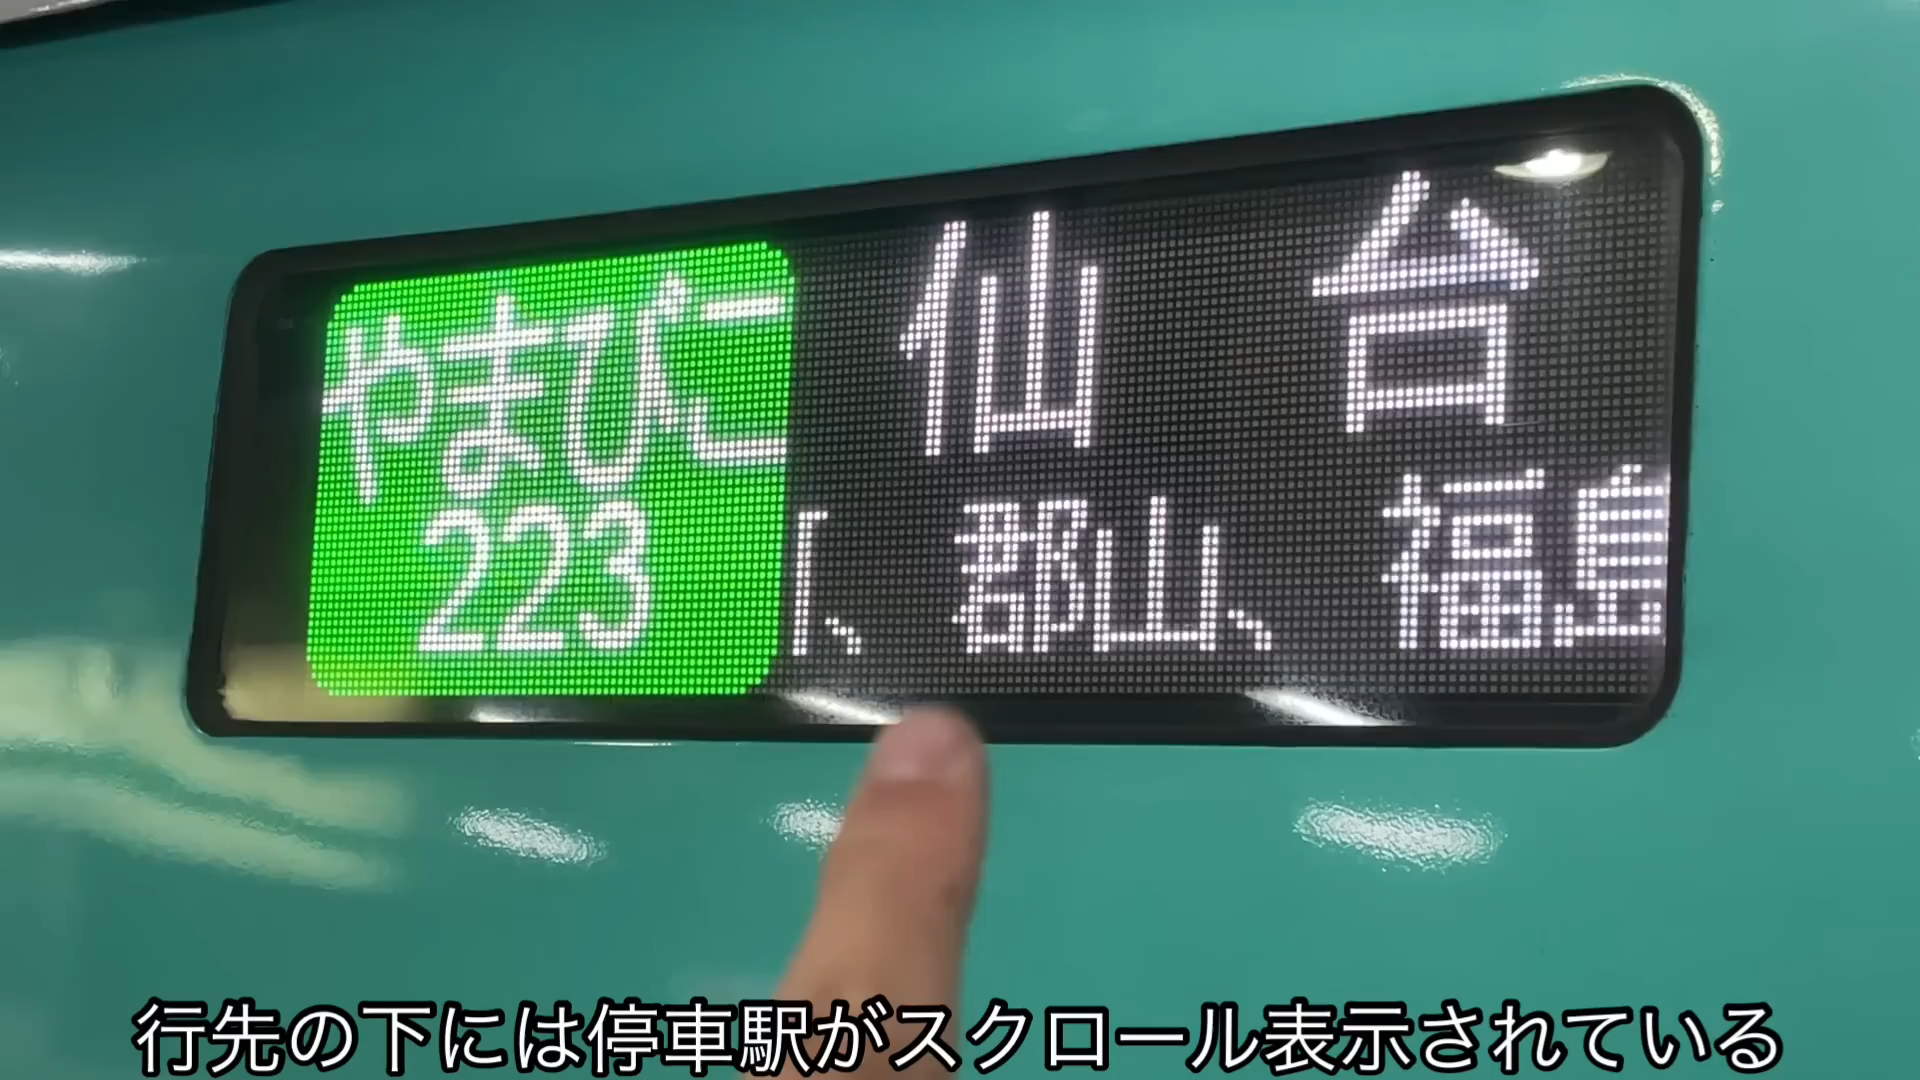 やまびこ 仙台
223
、郡山、福島
行先の下には停車駅がスクロール表示されている